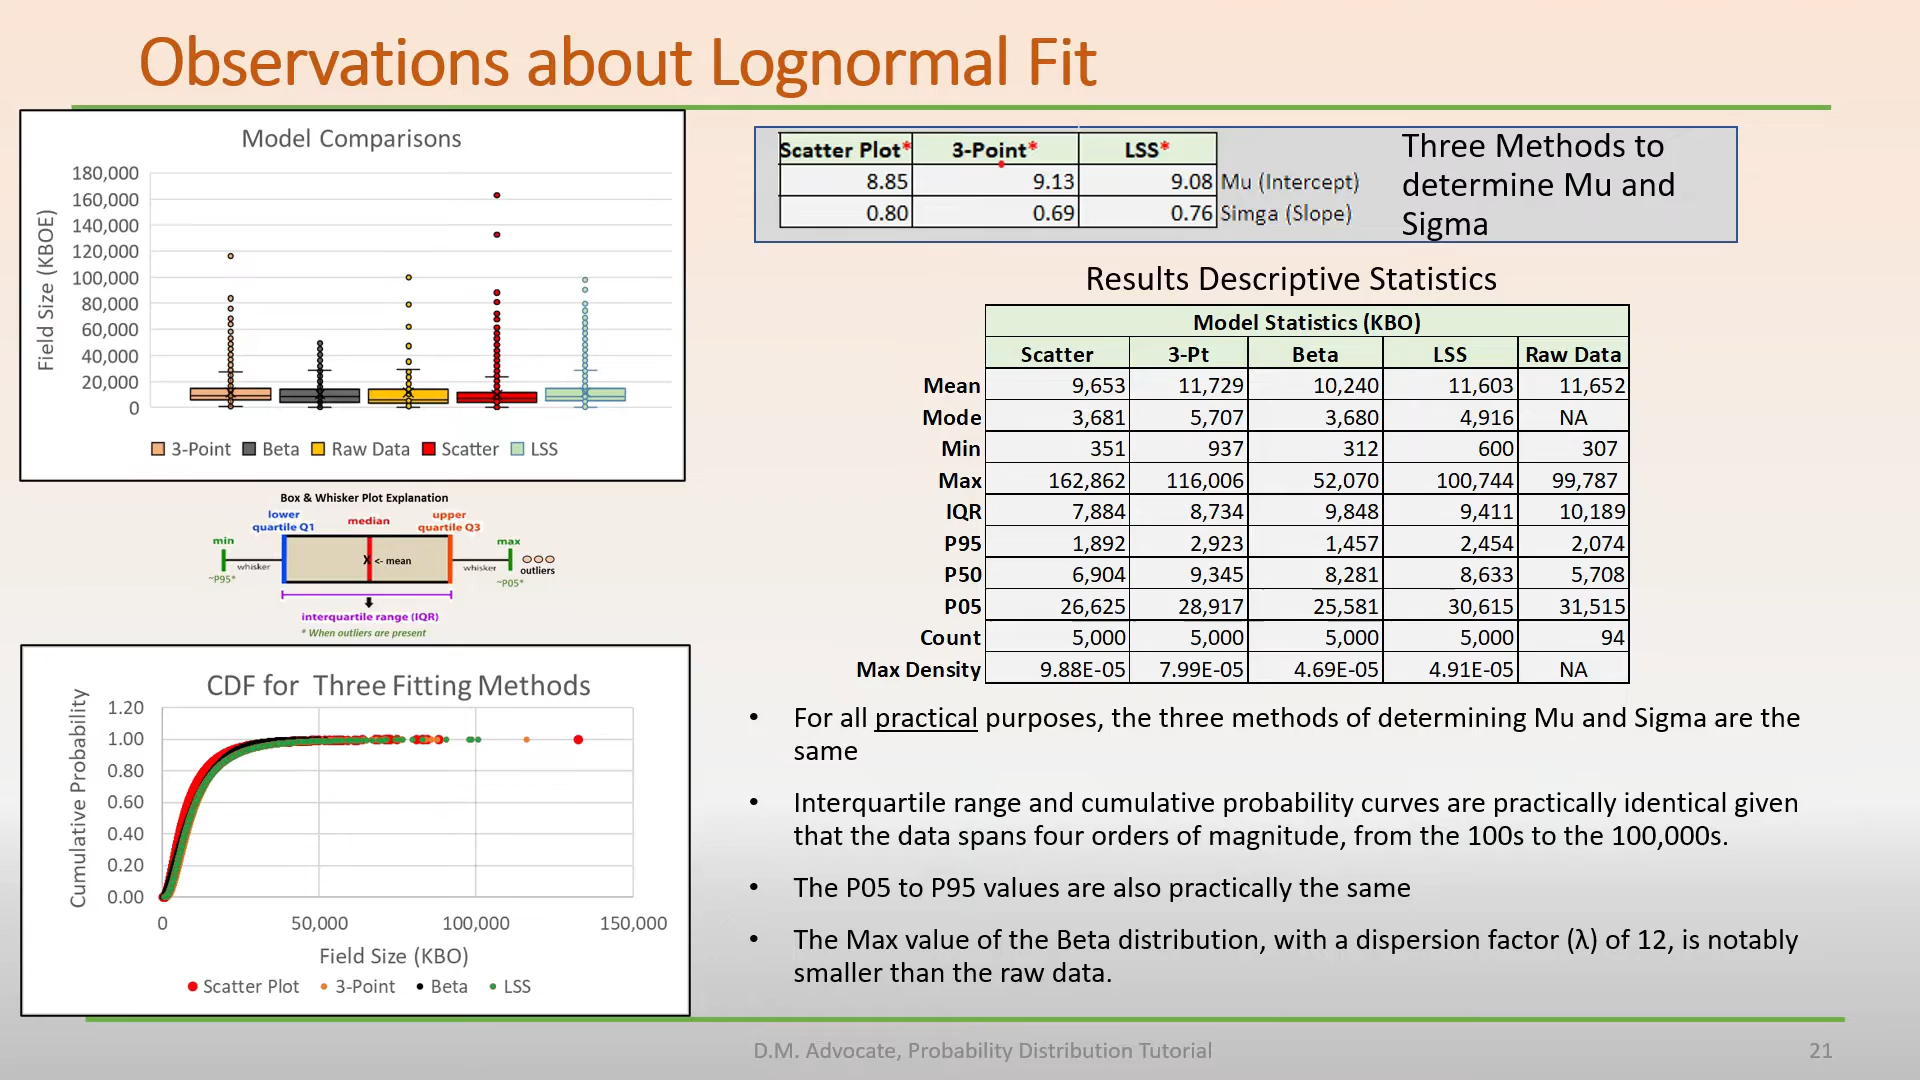 Observations about Lognormal Fit
Model Comparisons
Field Size (KBOE)
180,000
160,000
140,000
120,000
100,000
80,000
60,000
40,000
20,000
0
3-Point Beta Raw Data Scatter LSS
Box & Whisker Plot Explanation
lower
quartile Q1
median
upper
quartile Q3
min
max
whisker
X <- mean
whisker
outliers
~P95*
~P05*
interquartile range (IQR)
* When outliers are present
CDF for Three Fitting Methods
Cumulative Probability
1.20
1.00
0.80
0.60
0.40
0.20
0.00
0 50,000 100,000 150,000
Field Size (KBO)
Scatter Plot 3-Point Beta LSS
Scatter Plot* 3-Point* LSS*
8.85 9.13 9.08 Mu (Intercept)
0.80 0.69 0.76 Simga (Slope)
Three Methods to
determine Mu and
Sigma
Results Descriptive Statistics
Model Statistics (KBO)
Scatter 3-Pt Beta LSS Raw Data
Mean 9,653 11,729 10,240 11,603 11,652
Mode 3,681 5,707 3,680 4,916 NA
Min 351 937 312 600 307
Max 162,862 116,006 52,070 100,744 99,787
IQR 7,884 8,734 9,848 9,411 10,189
P95 1,892 2,923 1,457 2,454 2,074
P50 6,904 9,345 8,281 8,633 5,708
P05 26,625 28,917 25,581 30,615 31,515
Count 5,000 5,000 5,000 5,000 94
Max Density 9.88E-05 7.99E-05 4.69E-05 4.91E-05 NA
• For all practical purposes, the three methods of determining Mu and Sigma are the
same
• Interquartile range and cumulative probability curves are practically identical given
that the data spans four orders of magnitude, from the 100s to the 100,000s.
• The P05 to P95 values are also practically the same
• The Max value of the Beta distribution, with a dispersion factor (λ) of 12, is notably
smaller than the raw data.
D.M. Advocate, Probability Distribution Tutorial
21